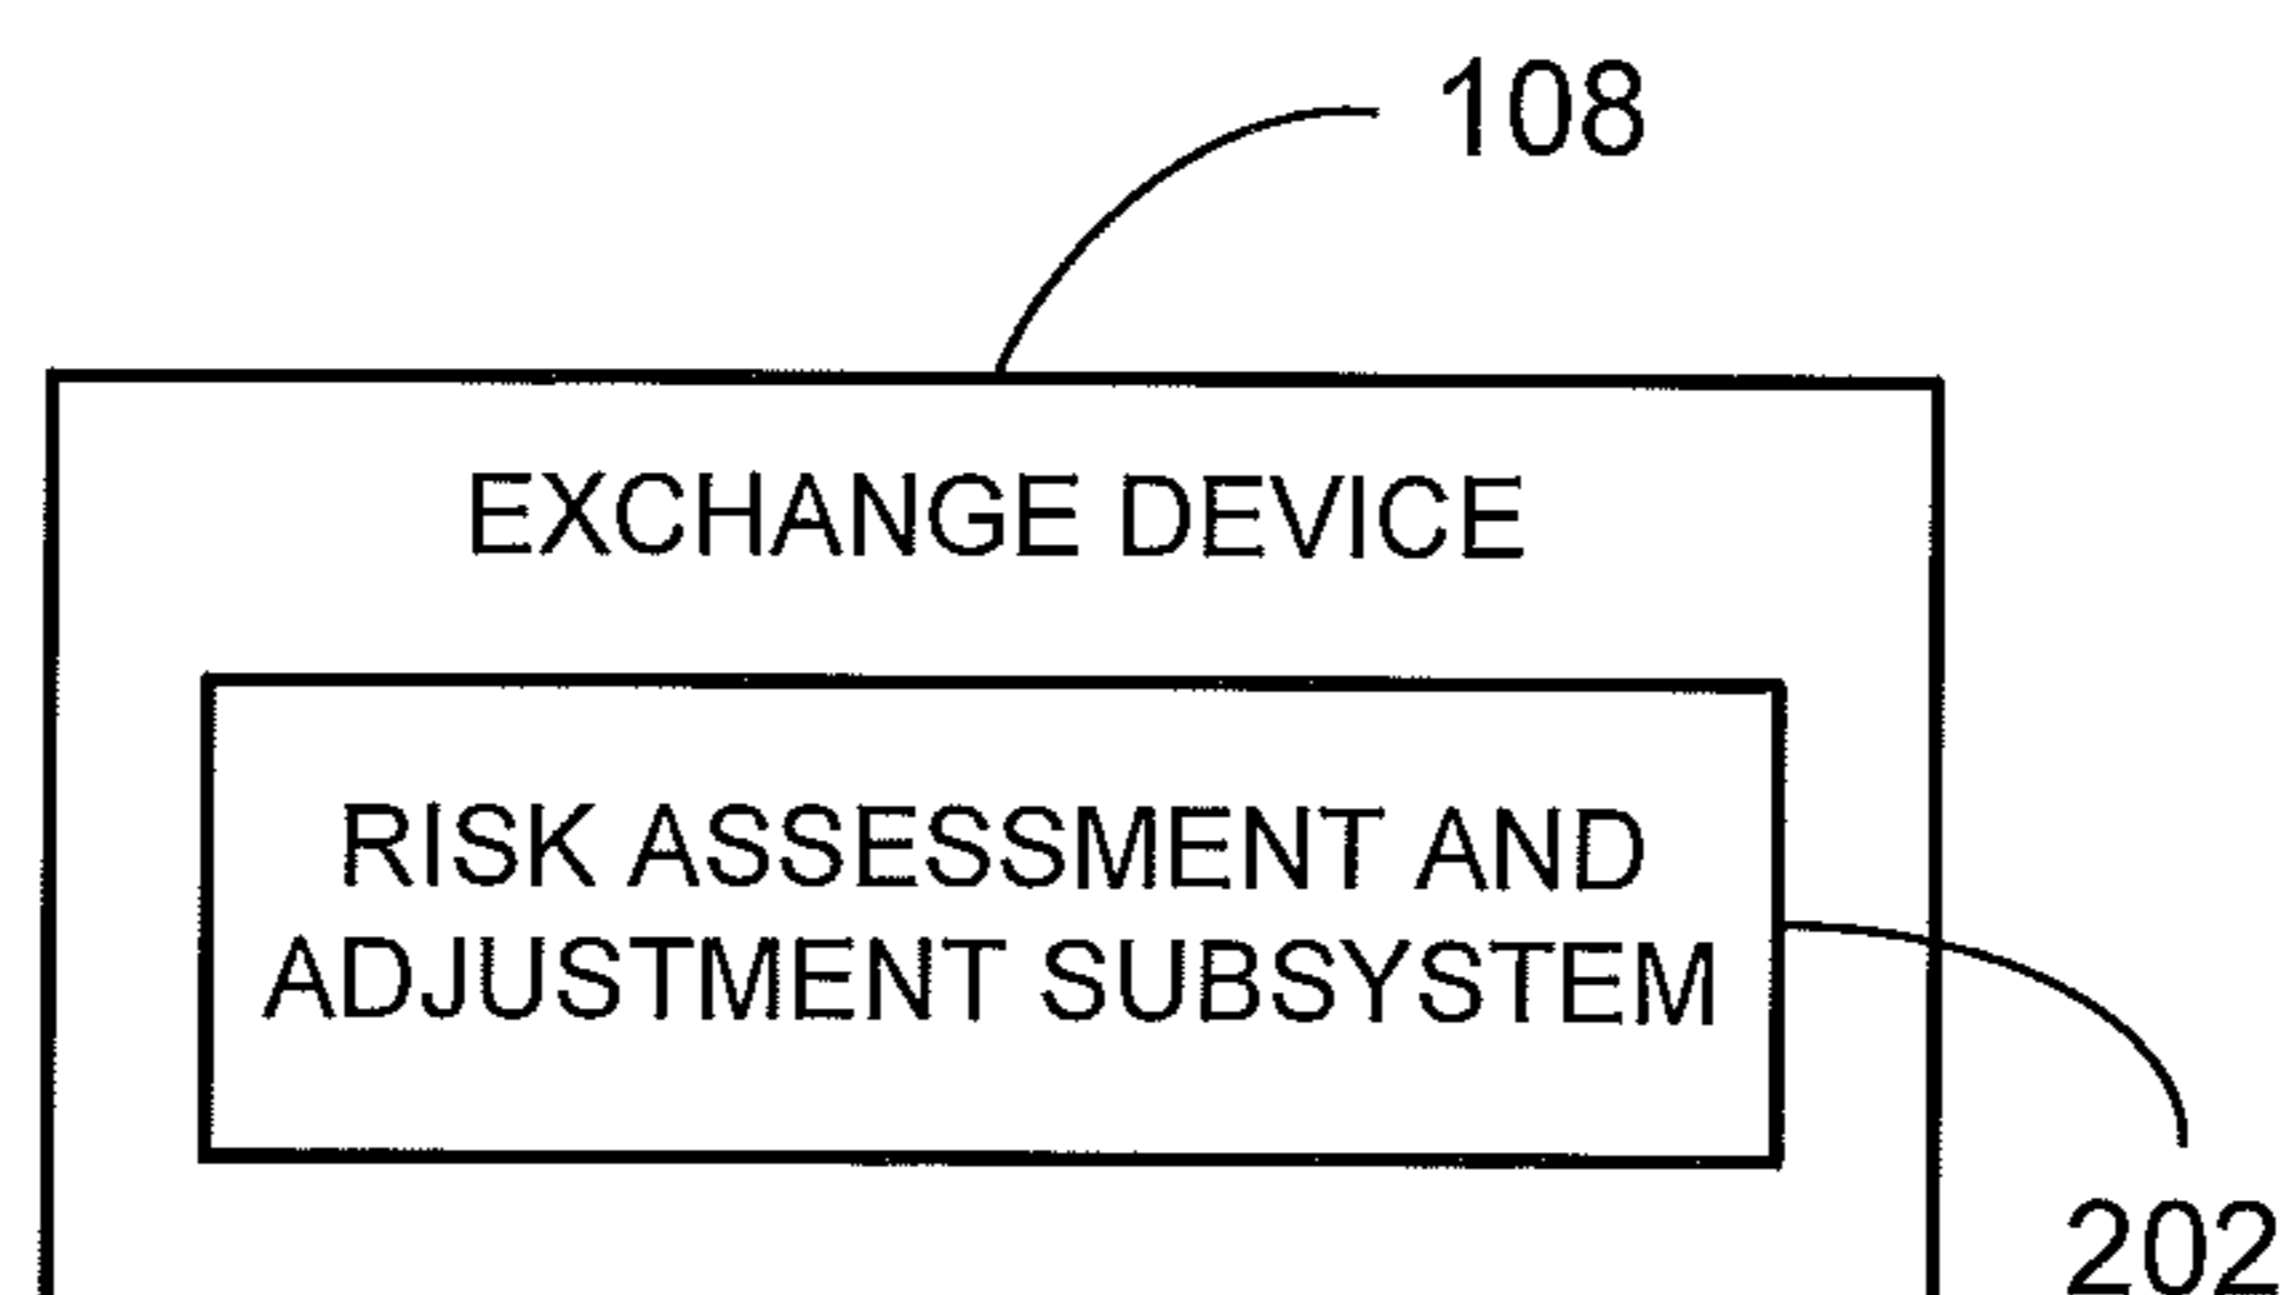 108
EXCHANGE DEVICE
RISK ASSESSMENT AND
ADJUSTMENT SUBSYSTEM
202